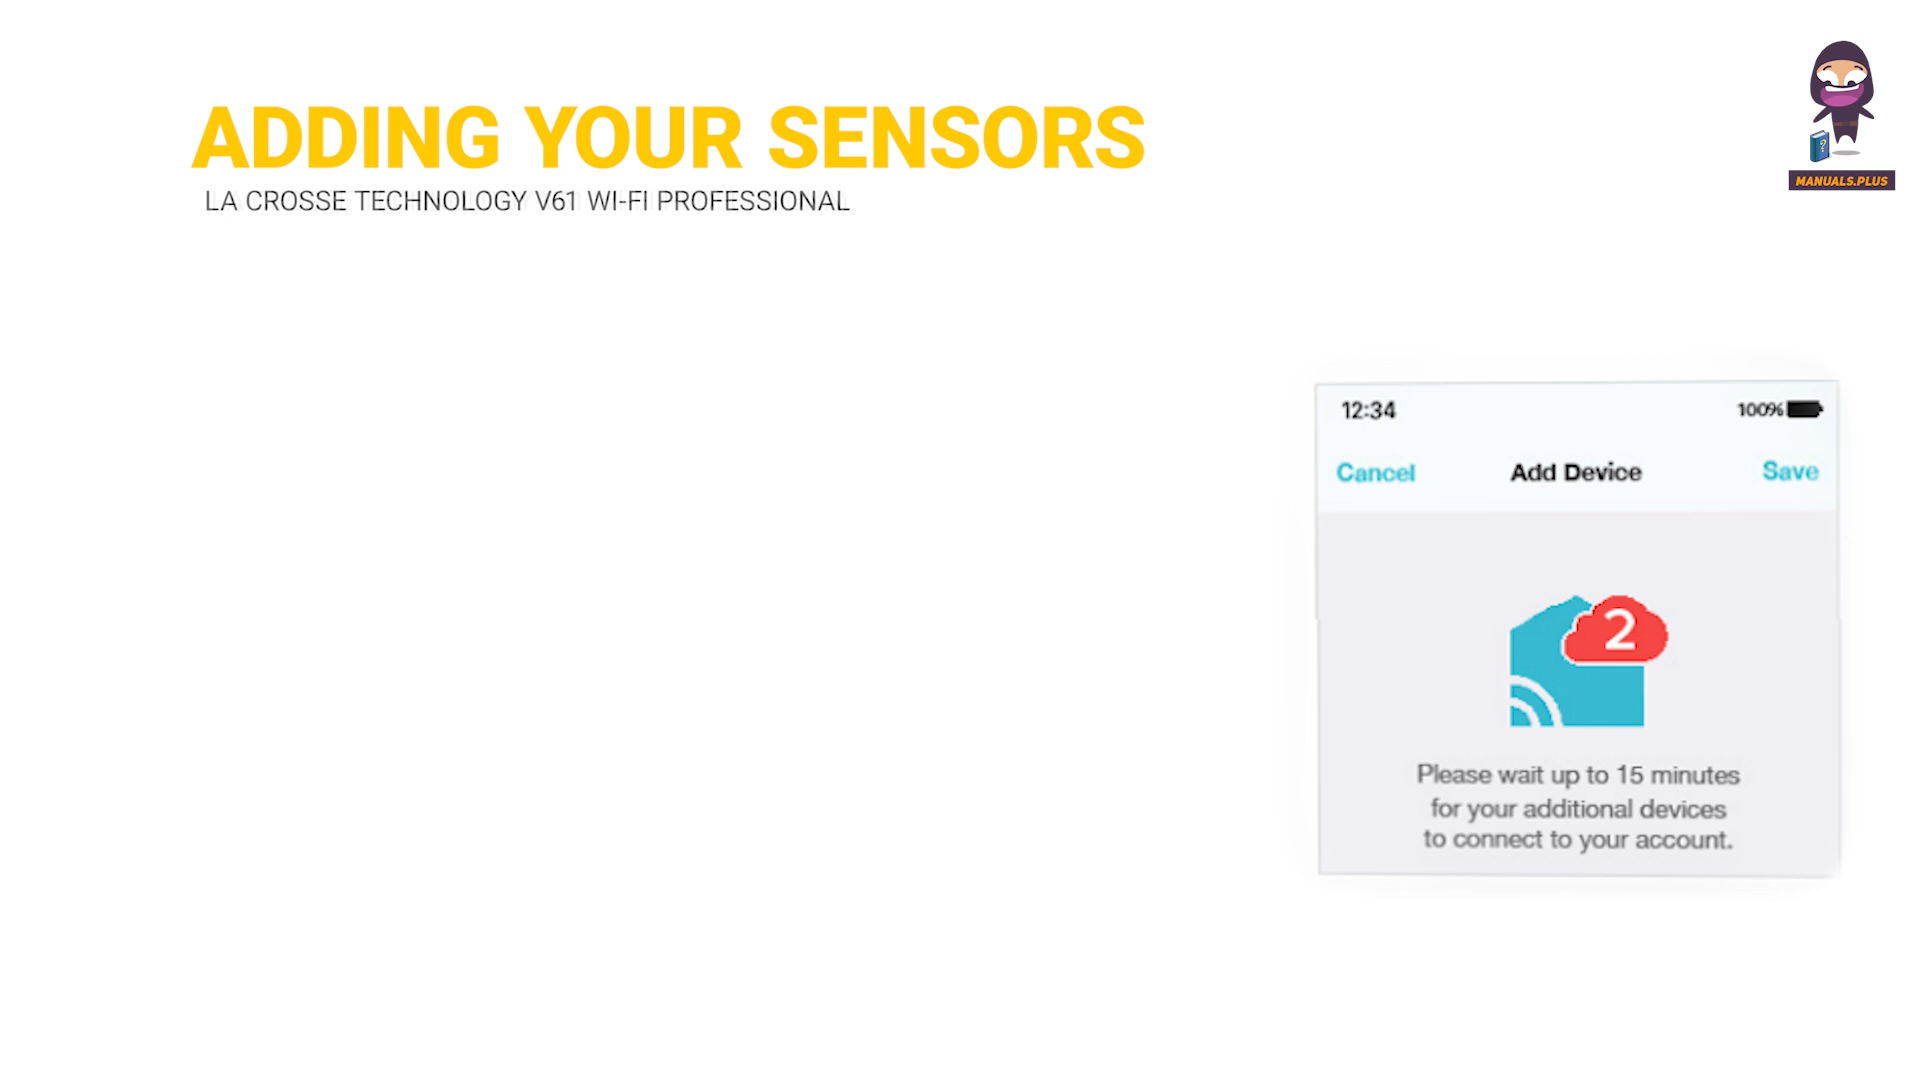 ADDING YOUR SENSORS
LA CROSSE TECHNOLOGY V61 WI-FI PROFESSIONAL
?
MANUALS.PLUS
12:34
100%
Cancel
Add Device
Save
2
Please wait up to 15 minutes
for your additional devices
to connect to your account.